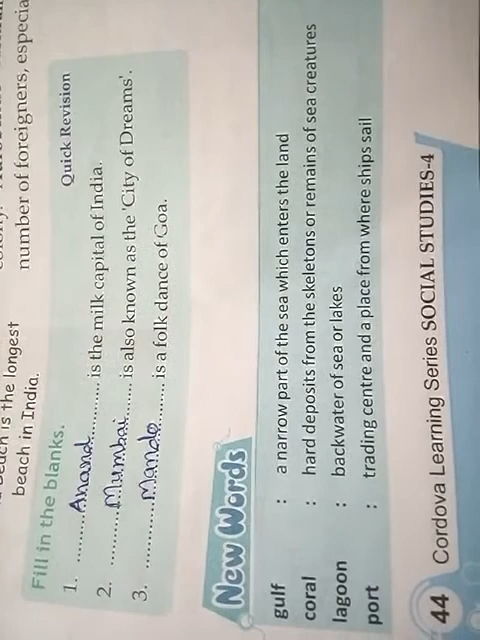 number of foreigners, especia
Beach is the longest
beach in India.
Fill in the blanks.
Quick Revision
1. ........Anand........ is the milk capital of India.
2. ........Mumbai........ is also known as the 'City of Dreams'.
3. ........Mando........ is a folk dance of Goa.
New Words
gulf : a narrow part of the sea which enters the land
coral : hard deposits from the skeletons or remains of sea creatures
lagoon : backwater of sea or lakes
port : trading centre and a place from where ships sail
44 Cordova Learning Series SOCIAL STUDIES-4